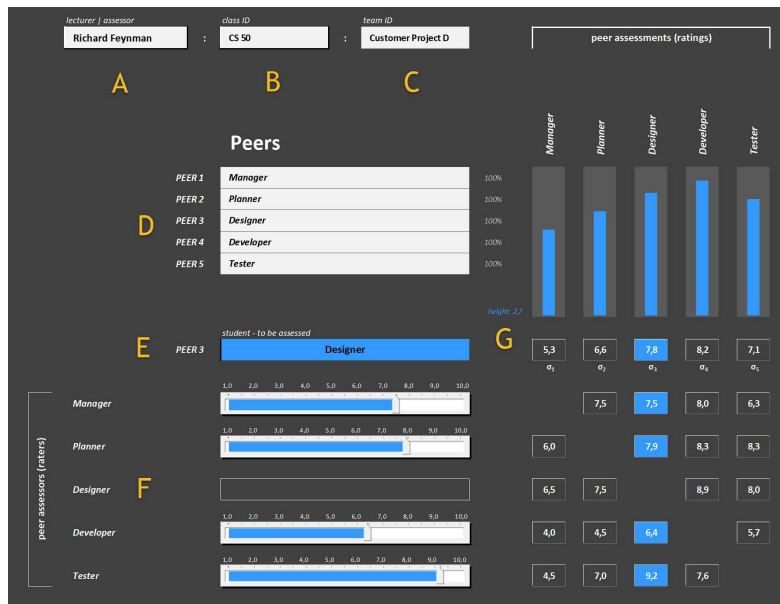 lecturer | assessor class ID team ID
Richard Feynman : CS 50 : Customer Project D peer assessments (ratings)
A B C
Manager Planner Designer Developer Tester
Peers
PEER 1 Manager 100%
PEER 2 Planner 100%
D PEER 3 Designer 100%
PEER 4 Developer 100%
PEER 5 Tester 100%
height: 2,7
student - to be assessed
E PEER 3 Designer G 5,3 6,6 7,8 8,2 7,1
σ1 σ2 σ3 σ4 σ5
peer assessors (raters)
1,0 2,0 3,0 4,0 5,0 6,0 7,0 8,0 9,0 10,0
Manager 7,5 7,5 8,0 6,3
1,0 2,0 3,0 4,0 5,0 6,0 7,0 8,0 9,0 10,0
Planner 6,0 7,9 8,3 8,3
Designer F 6,5 7,5 8,9 8,0
1,0 2,0 3,0 4,0 5,0 6,0 7,0 8,0 9,0 10,0
Developer 4,0 4,5 6,4 5,7
1,0 2,0 3,0 4,0 5,0 6,0 7,0 8,0 9,0 10,0
Tester 4,5 7,0 9,2 7,6